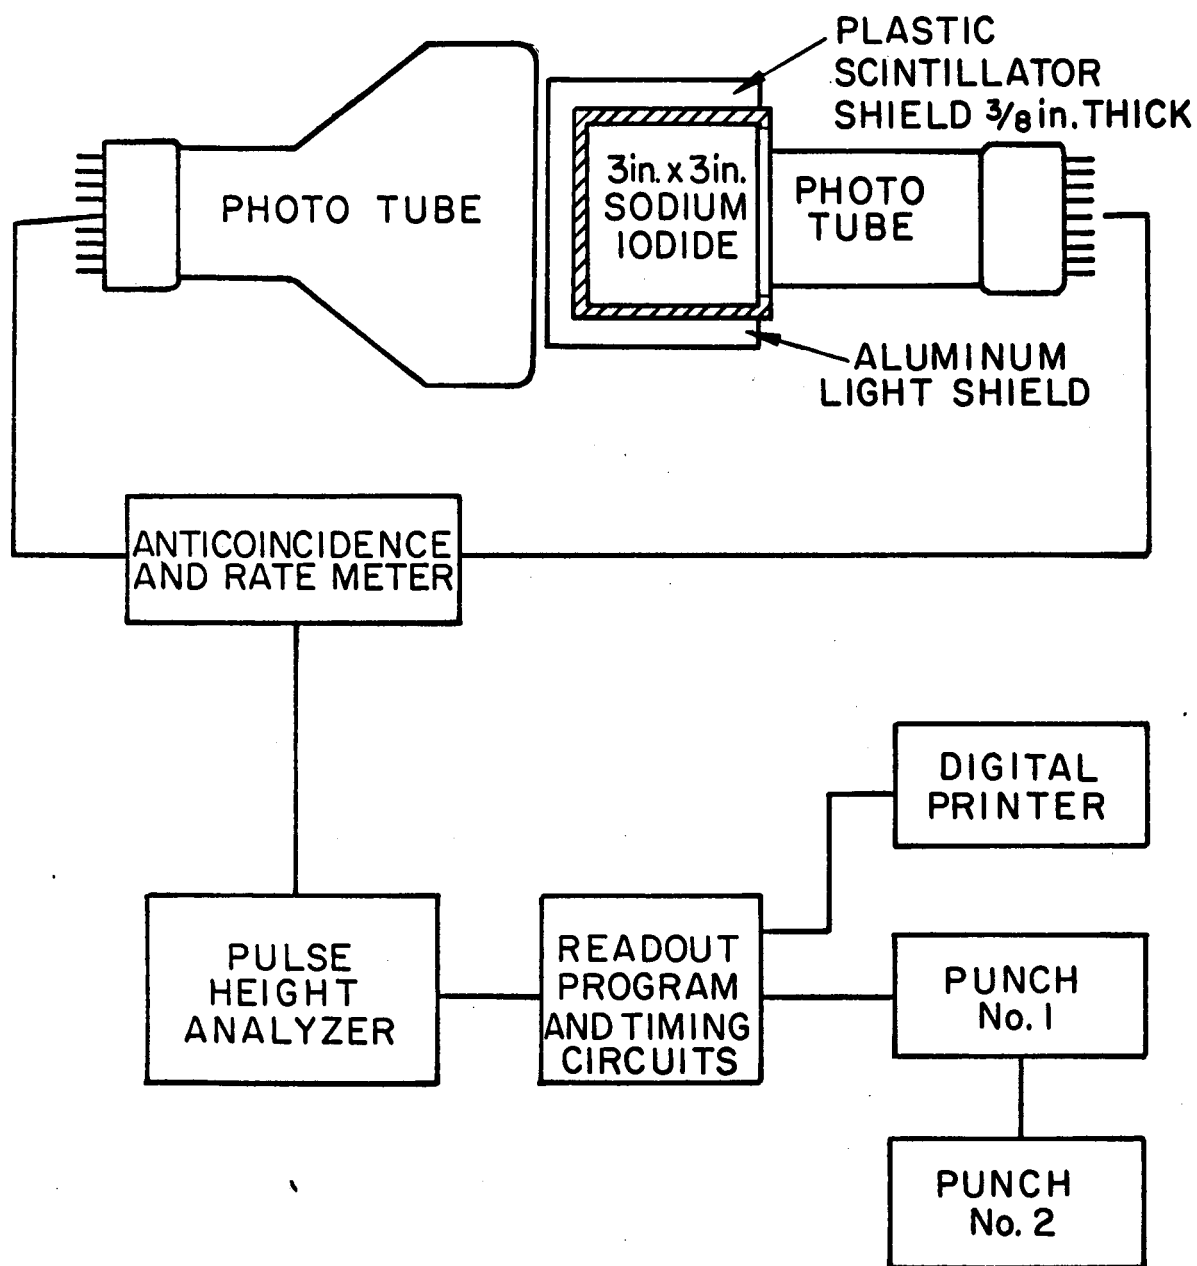 PLASTIC
SCINTILLATOR
SHIELD 3/8 in. THICK
PHOTO TUBE
3in. x 3in.
SODIUM
IODIDE
PHOTO
TUBE
ALUMINUM
LIGHT SHIELD
ANTICOINCIDENCE
AND RATE METER
DIGITAL
PRINTER
PULSE
HEIGHT
ANALYZER
READOUT
PROGRAM
AND TIMING
CIRCUITS
PUNCH
No. 1
PUNCH
No. 2